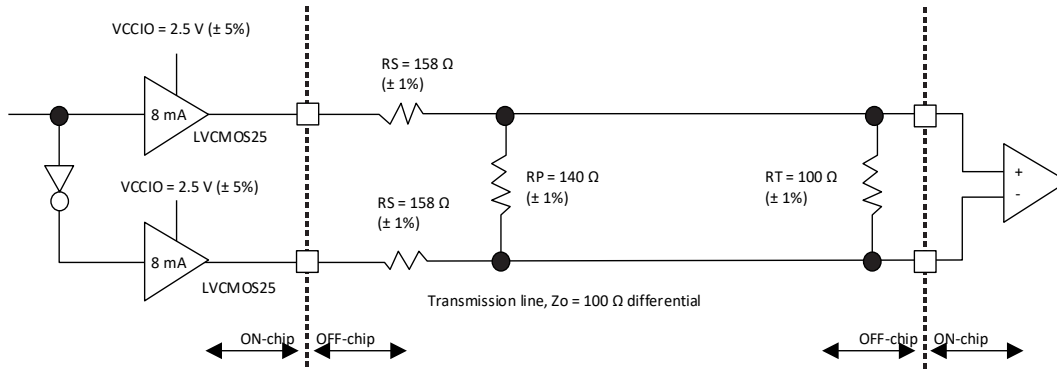 VCCIO = 2.5 V (± 5%)
RS = 158 Ω
(± 1%)
8 mA
LVCMOS25
VCCIO = 2.5 V (± 5%)
RP = 140 Ω
(± 1%)
RT = 100 Ω
(± 1%)
+
-
RS = 158 Ω
(± 1%)
8 mA
LVCMOS25
Transmission line, Zo = 100 Ω differential
ON-chip
OFF-chip
OFF-chip
ON-chip